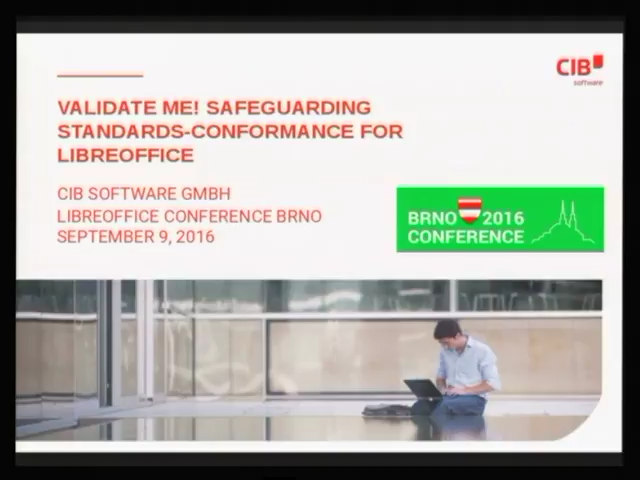 CIB
software
VALIDATE ME! SAFEGUARDING
STANDARDS-CONFORMANCE FOR
LIBREOFFICE
CIB SOFTWARE GMBH
LIBREOFFICE CONFERENCE BRNO
SEPTEMBER 9, 2016
BRNO 2016
CONFERENCE